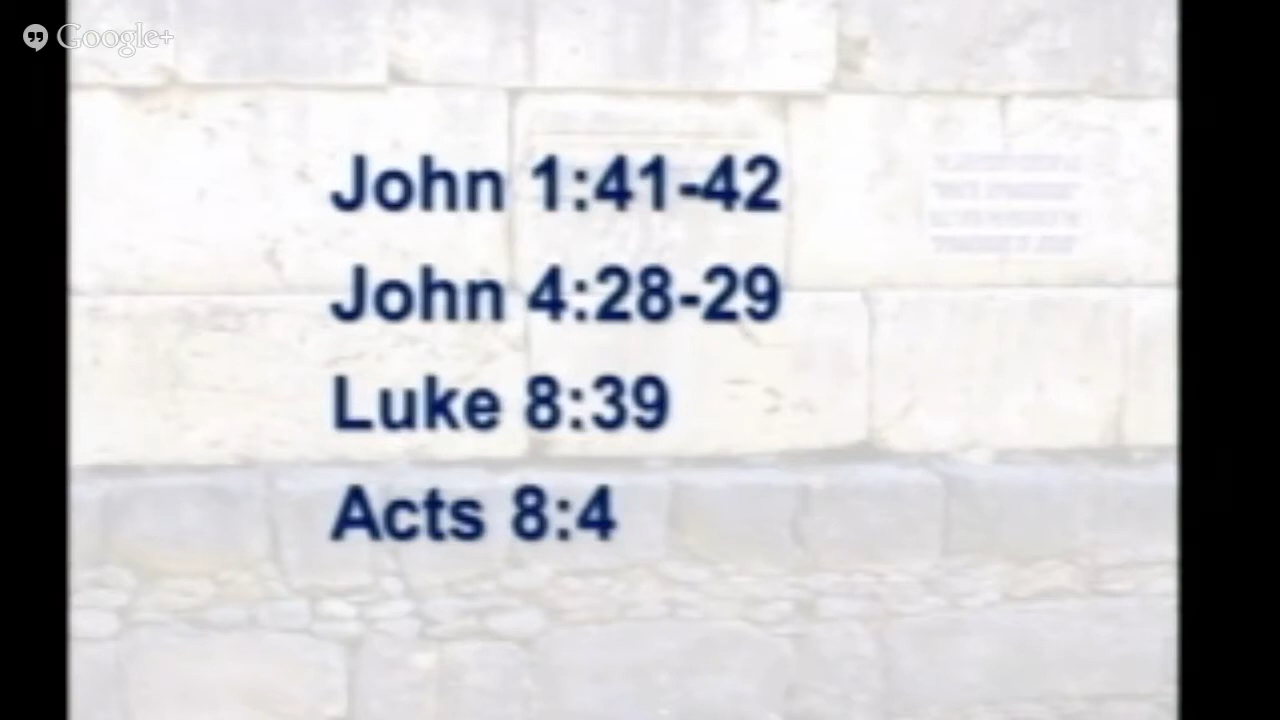 Google+
John 1:41-42
John 4:28-29
Luke 8:39
Acts 8:4